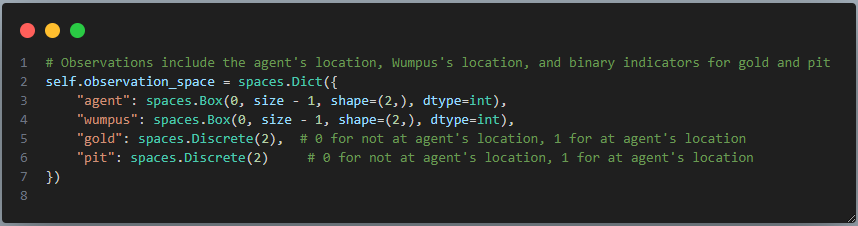 1 # Observations include the agent's location, Wumpus's location, and binary indicators for gold and pit
2 self.observation_space = spaces.Dict({
3     "agent": spaces.Box(0, size - 1, shape=(2,), dtype=int),
4     "wumpus": spaces.Box(0, size - 1, shape=(2,), dtype=int),
5     "gold": spaces.Discrete(2),  # 0 for not at agent's location, 1 for at agent's location
6     "pit": spaces.Discrete(2)     # 0 for not at agent's location, 1 for at agent's location
7 })
8